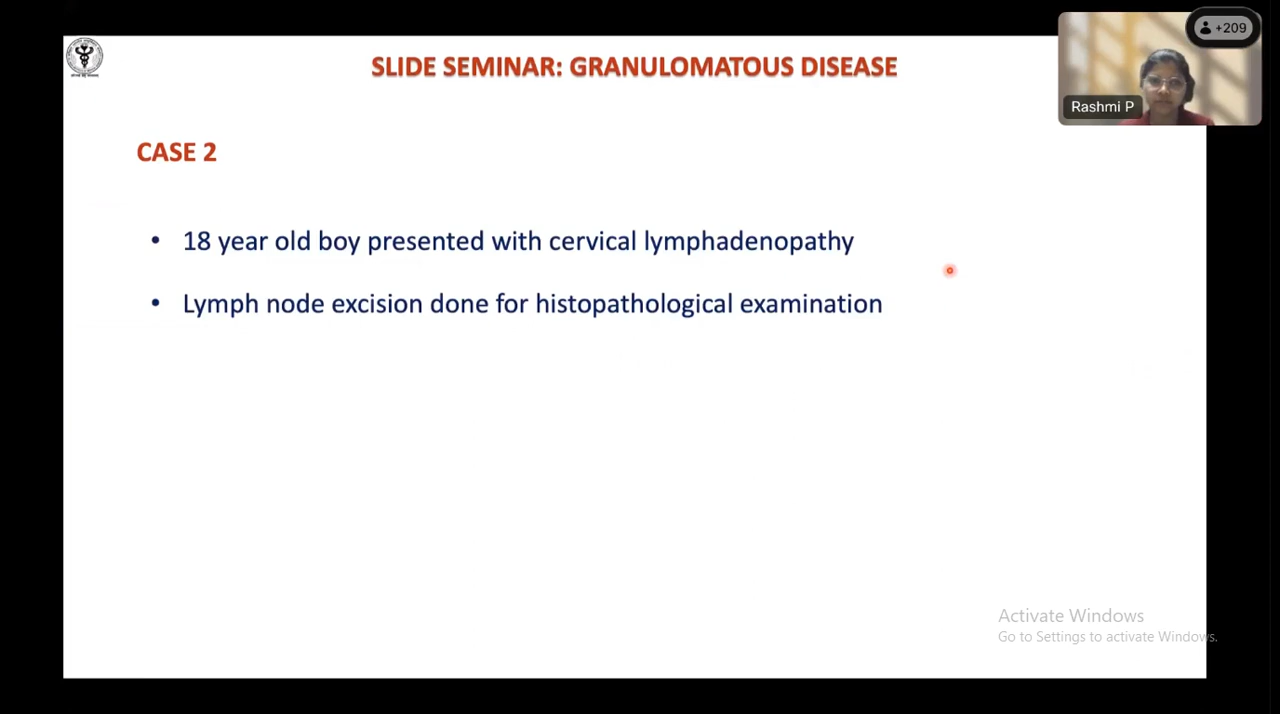 +209
SLIDE SEMINAR: GRANULOMATOUS DISEASE
Rashmi P
CASE 2
• 18 year old boy presented with cervical lymphadenopathy
• Lymph node excision done for histopathological examination
Activate Windows
Go to Settings to activate Windows.